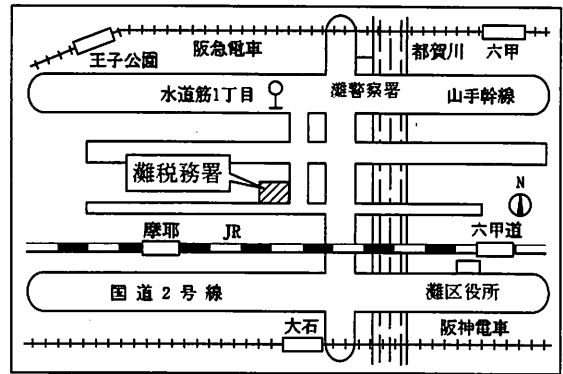 阪急電車
都賀川
六甲
王子公園
水道筋1丁目
灘警察署
山手幹線
灘税務署
N
摩耶
JR
六甲道
国道2号線
灘区役所
大石
阪神電車